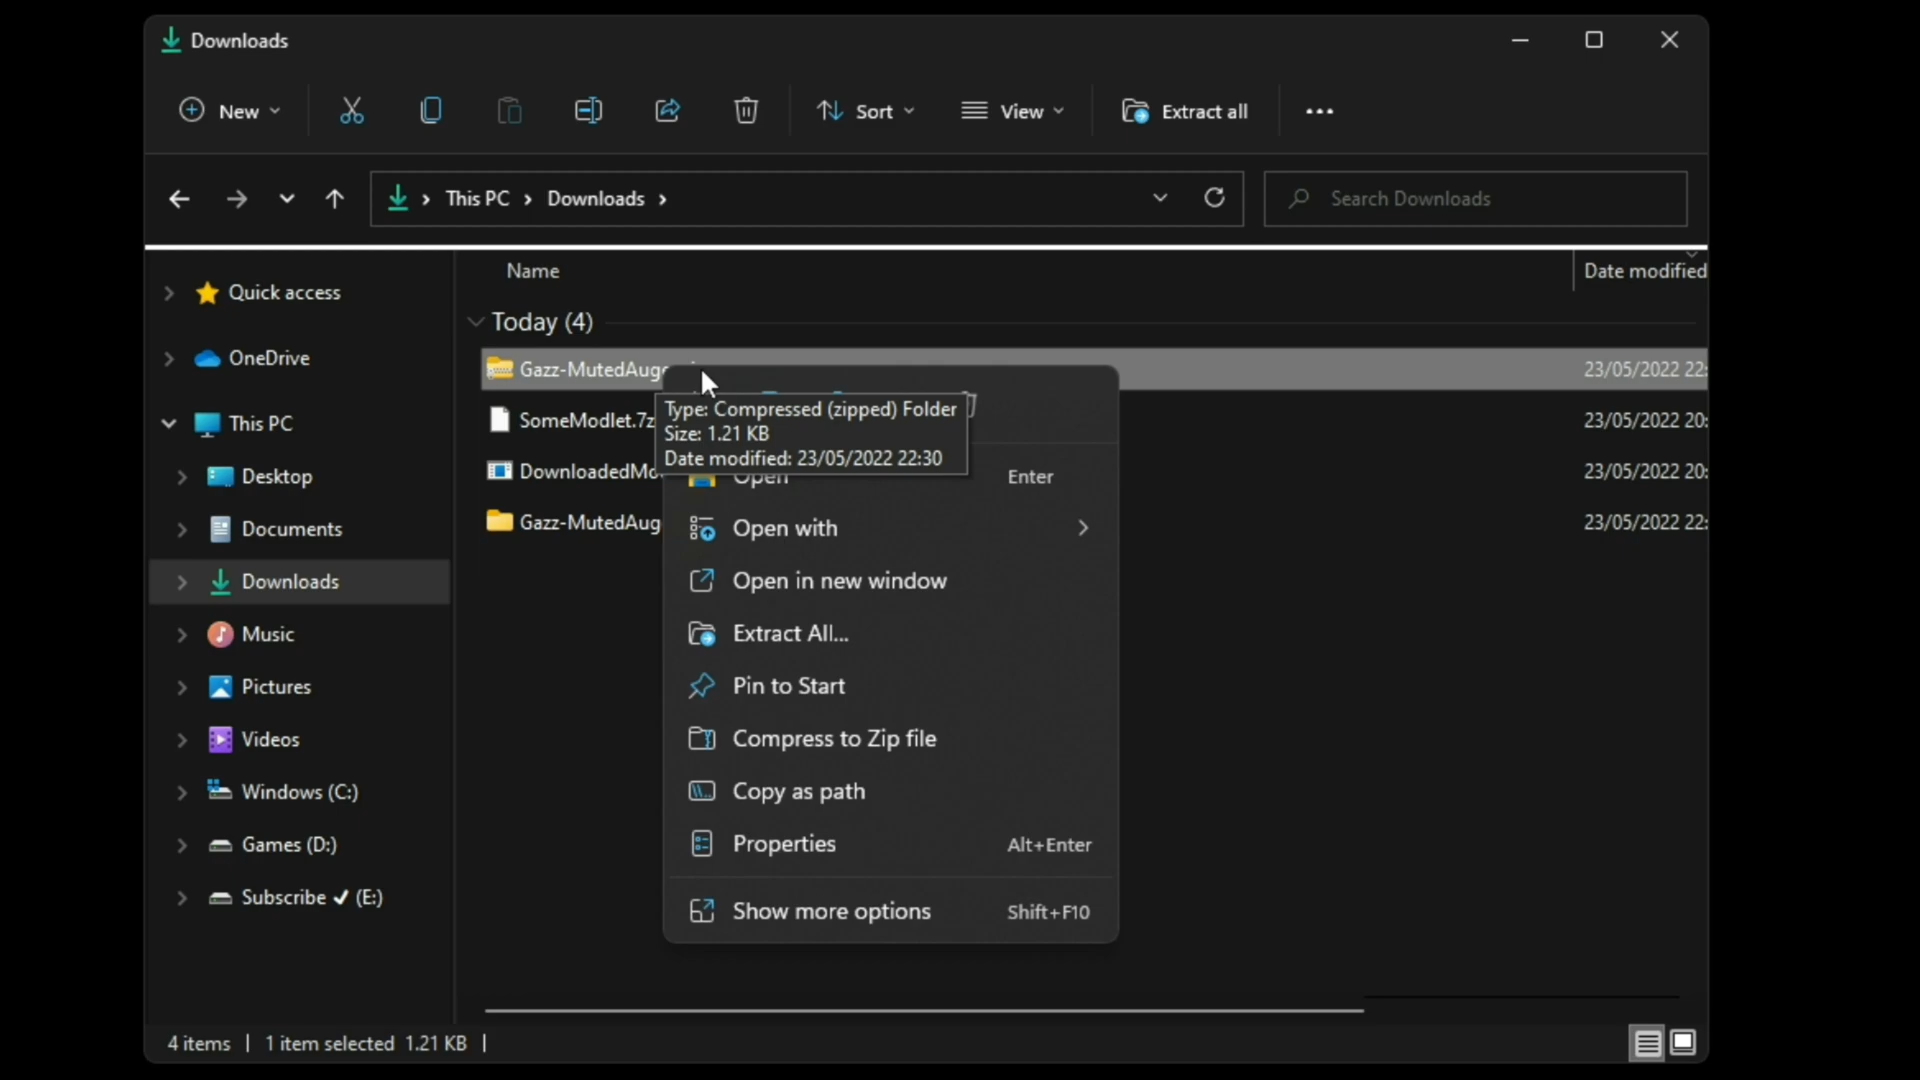 Downloads
New
Sort
View
Extract all
This PC
Downloads
Search Downloads
Name
Date modified
Quick access
Today (4)
OneDrive
Gazz-MutedAuge
23/05/2022 22:
This PC
SomeModlet.7z
23/05/2022 20:
Type: Compressed (zipped) Folder
Size: 1.21 KB
Date modified: 23/05/2022 22:30
Desktop
DownloadedMo
23/05/2022 20:
Open
Enter
Documents
Gazz-MutedAug
23/05/2022 22:
Open with
Downloads
Open in new window
Music
Extract All...
Pictures
Pin to Start
Videos
Compress to Zip file
Windows (C:)
Copy as path
Games (D:)
Properties
Alt+Enter
Subscribe ✓ (E:)
Show more options
Shift+F10
4 items
1 item selected 1.21 KB